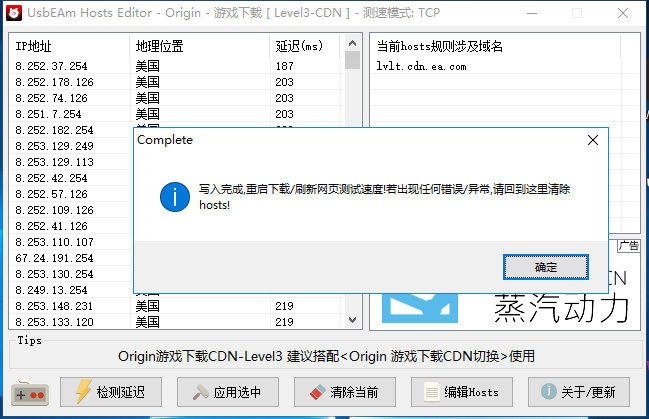 UsbEAm Hosts Editor - Origin - 游戏下载 [ Level3-CDN ] - 测速模式: TCP
IP地址 地理位置 延迟(ms)
8.252.37.254 美国 187
8.252.178.126 美国 203
8.252.74.126 美国 203
8.251.7.254 美国 203
8.252.182.254
8.253.129.249
8.253.129.113
8.252.42.254
8.252.57.126
8.252.109.126
8.252.41.126
8.253.110.107
67.24.191.254
8.253.130.254
8.249.13.254
8.253.148.231 美国 219
8.253.133.120 美国 219
当前hosts规则涉及域名
lvlt.cdn.ea.com
Complete
写入完成,重启下载/刷新网页测试速度!若出现任何错误/异常,请回到这里清除
hosts!
确定
广告
CN
蒸汽动力
Tips
Origin游戏下载CDN-Level3 建议搭配<Origin 游戏下载CDN切换>使用
检测延迟
应用选中
清除当前
编辑Hosts
关于/更新